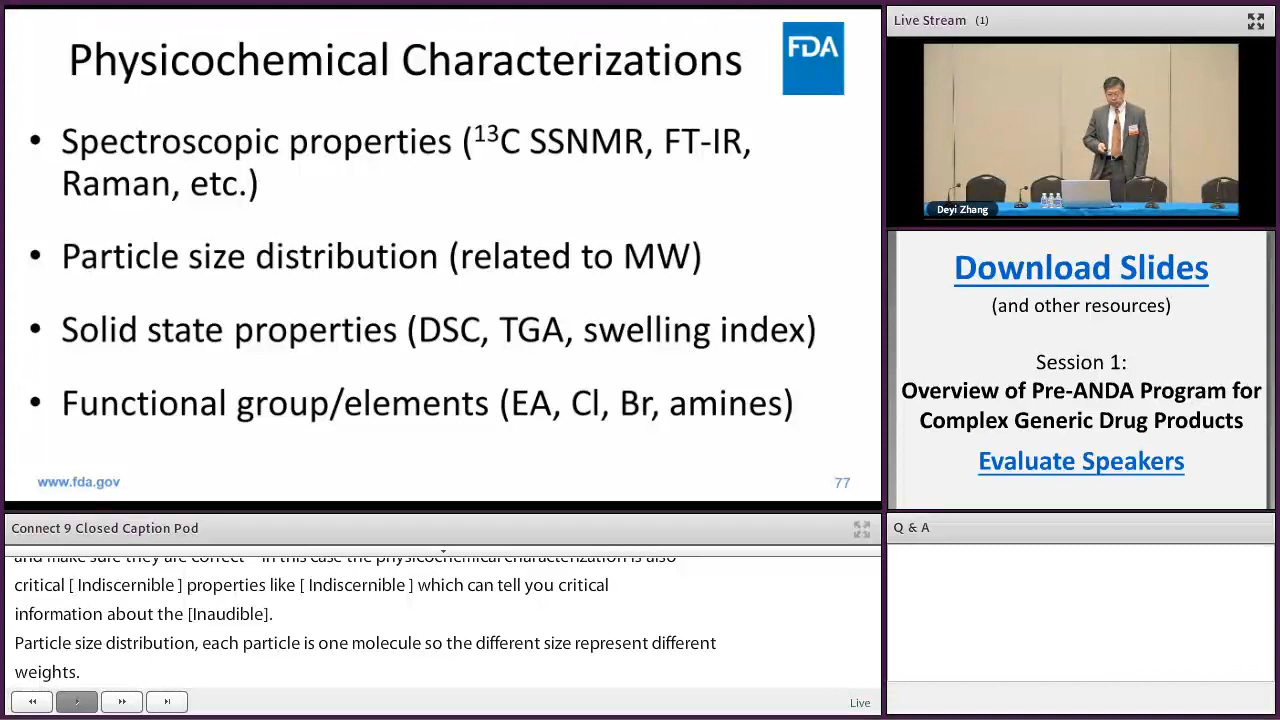 Physicochemical Characterizations
FDA
• Spectroscopic properties (¹³C SSNMR, FT-IR,
Raman, etc.)
• Particle size distribution (related to MW)
• Solid state properties (DSC, TGA, swelling index)
• Functional group/elements (EA, Cl, Br, amines)
www.fda.gov
77
Live Stream (1)
Deyi Zhang
Download Slides
(and other resources)
Session 1:
Overview of Pre-ANDA Program for
Complex Generic Drug Products
Evaluate Speakers
Connect 9 Closed Caption Pod
and make sure they are correct in this case the physicochemical characterization is also
critical [ Indiscernible ] properties like [ Indiscernible ] which can tell you critical
information about the [Inaudible].
Particle size distribution, each particle is one molecule so the different size represent different
weights.
Live
Q & A